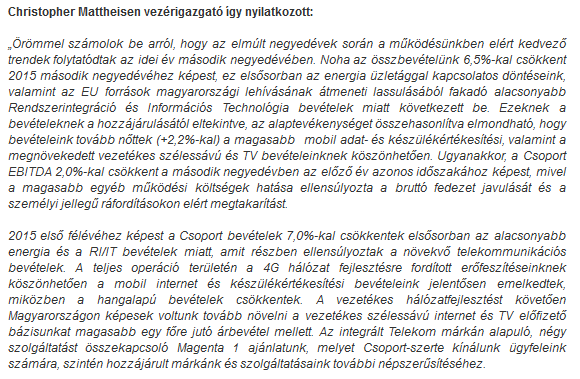 Christopher Mattheisen vezérigazgató így nyilatkozott:
„Örömmel számolok be arról, hogy az elmúlt negyedévek során a működésünkben elért kedvező
trendek folytatódtak az idei év második negyedévében. Noha az összbevételünk 6,5%-kal csökkent
2015 második negyedévéhez képest, ez elsősorban az energia üzletággal kapcsolatos döntéseink,
valamint az EU források magyarországi lehívásának átmeneti lassulásából fakadó alacsonyabb
Rendszerintegráció és Információs Technológia bevételek miatt következett be. Ezeknek a
bevételeknek a hozzájárulásától eltekintve, az alaptevékenységet összehasonlítva elmondható, hogy
bevételeink tovább nőttek (+2,2%-kal) a magasabb mobil adat- és készülékértékesítési, valamint a
megnövekedett vezetékes szélessávú és TV bevételeinknek köszönhetően. Ugyanakkor, a Csoport
EBITDA 2,0%-kal csökkent a második negyedévben az előző év azonos időszakához képest, mivel
a magasabb egyéb működési költségek hatása ellensúlyozta a bruttó fedezet javulását és a
személyi jellegű ráfordításokon elért megtakarítást.
2015 első félévéhez képest a Csoport bevételek 7,0%-kal csökkentek elsősorban az alacsonyabb
energia és a RI/IT bevételek miatt, amit részben ellensúlyoztak a növekvő telekommunikációs
bevételek. A teljes operáció területén a 4G hálózat fejlesztésre fordított erőfeszítéseinknek
köszönhetően a mobil internet és készülékértékesítési bevételeink jelentősen emelkedtek,
miközben a hangalapú bevételek csökkentek. A vezetékes hálózatfejlesztést követően
Magyarországon képesek voltunk tovább növelni a vezetékes szélessávú internet és TV előfizető
bázisunkat magasabb egy főre jutó árbevétel mellett. Az integrált Telekom márkán alapuló, négy
szolgáltatást összekapcsoló Magenta 1 ajánlatunk, melyet Csoport-szerte kínálunk ügyfeleink
számára, szintén hozzájárult márkánk és szolgáltatásaink további népszerűsítéséhez.